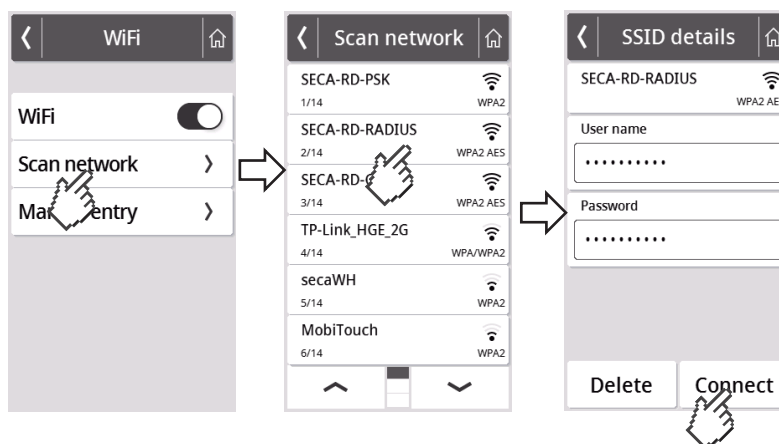 WiFi
WiFi
Scan network
Scan network
SECA-RD-PSK
1/14 WPA2
SECA-RD-RADIUS
2/14 WPA2 AES
SECA-RD-
3/14 WPA2 AES
TP-Link_HGE_2G
4/14 WPA/WPA2
secaWH
5/14 WPA2
MobiTouch
6/14 WPA2
SSID details
SECA-RD-RADIUS
WPA2 AE
User name
Password
Delete Connect